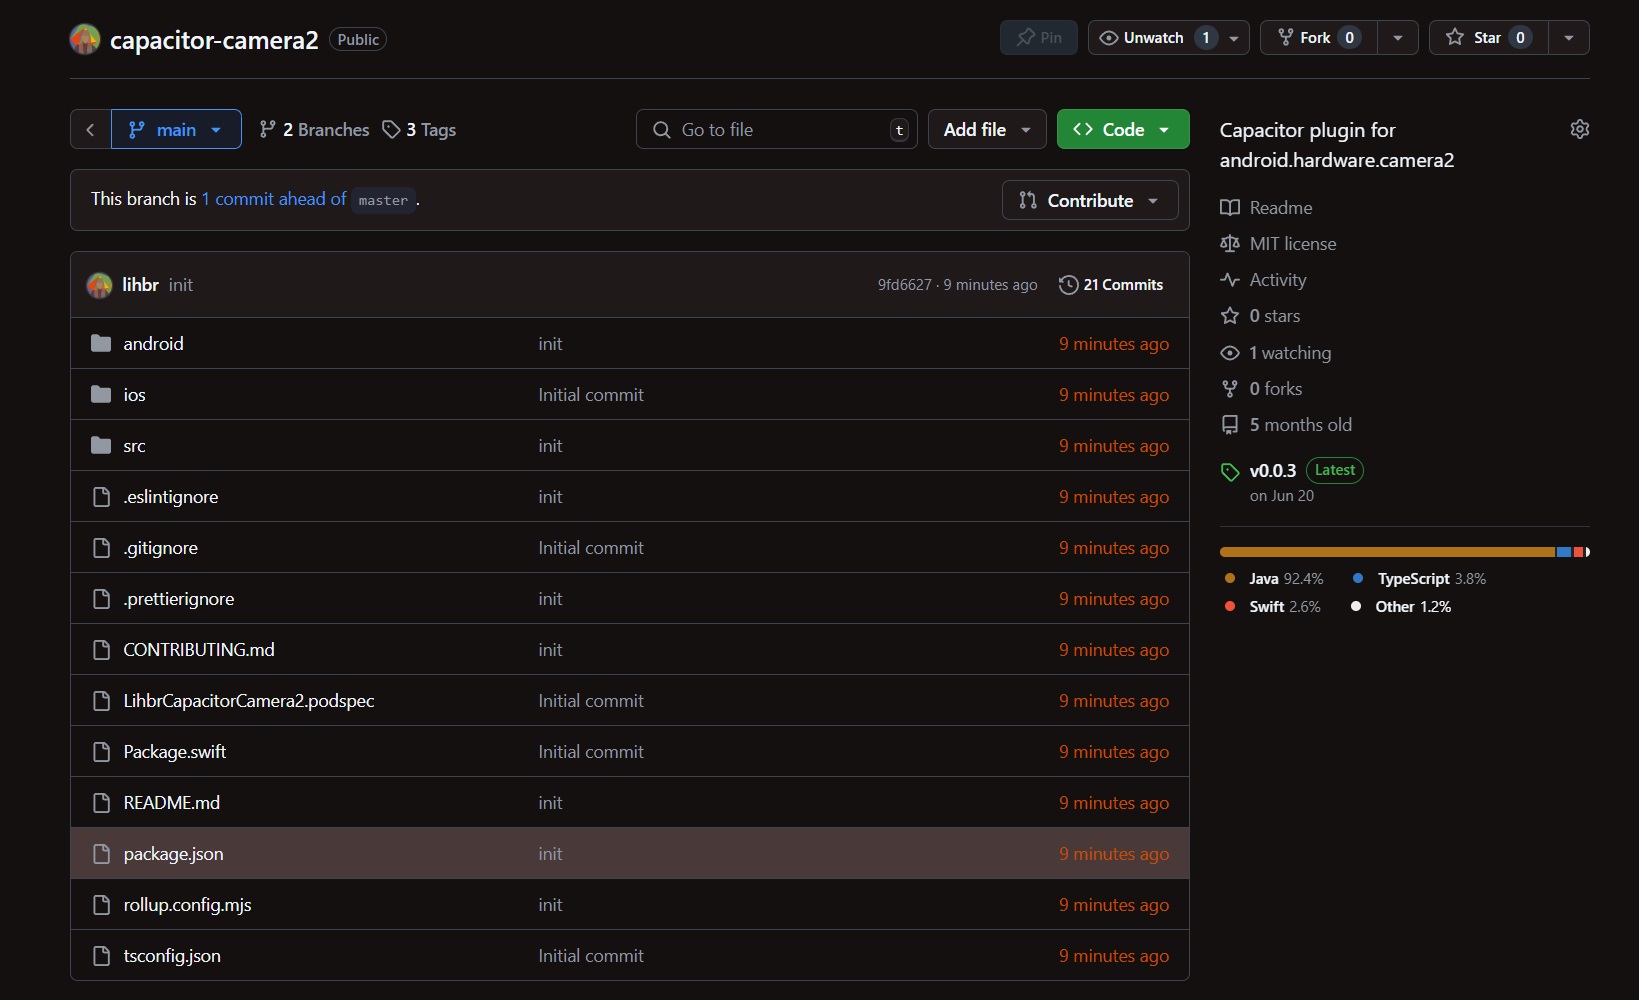 capacitor-camera2 Public Pin Unwatch 1 Fork 0 Star 0
main 2 Branches 3 Tags Go to file t Add file Code
This branch is 1 commit ahead of master . Contribute
lihbr init 9fd6627 · 9 minutes ago 21 Commits
android init 9 minutes ago
ios Initial commit 9 minutes ago
src init 9 minutes ago
.eslintignore init 9 minutes ago
.gitignore Initial commit 9 minutes ago
.prettierignore init 9 minutes ago
CONTRIBUTING.md init 9 minutes ago
LihbrCapacitorCamera2.podspec Initial commit 9 minutes ago
Package.swift Initial commit 9 minutes ago
README.md init 9 minutes ago
package.json init 9 minutes ago
rollup.config.mjs init 9 minutes ago
tsconfig.json Initial commit 9 minutes ago
Capacitor plugin for
android.hardware.camera2
Readme
MIT license
Activity
0 stars
1 watching
0 forks
5 months old
v0.0.3 Latest
on Jun 20
Java 92.4% TypeScript 3.8%
Swift 2.6% Other 1.2%